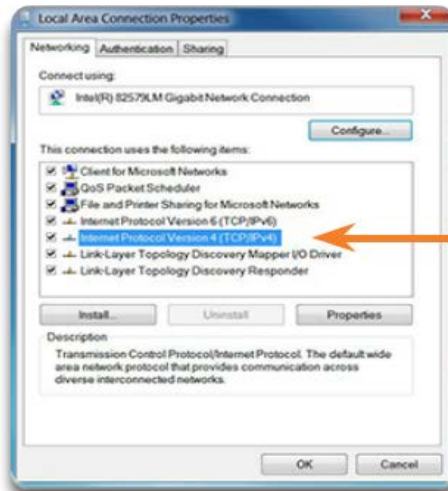 Local Area Connection Properties
Networking Authentication Sharing
Connect using:
Intel(R) 82579LM Gigabit Network Connection
Configure...
This connection uses the following items:
Client for Microsoft Networks
QoS Packet Scheduler
File and Printer Sharing for Microsoft Networks
Internet Protocol Version 6 (TCP/IPv6)
Internet Protocol Version 4 (TCP/IPv4)
Link-Layer Topology Discovery Mapper I/O Driver
Link-Layer Topology Discovery Responder
Install... Uninstall Properties
Description
Transmission Control Protocol/Internet Protocol. The default wide
area network protocol that provides communication across
diverse interconnected networks.
OK Cancel